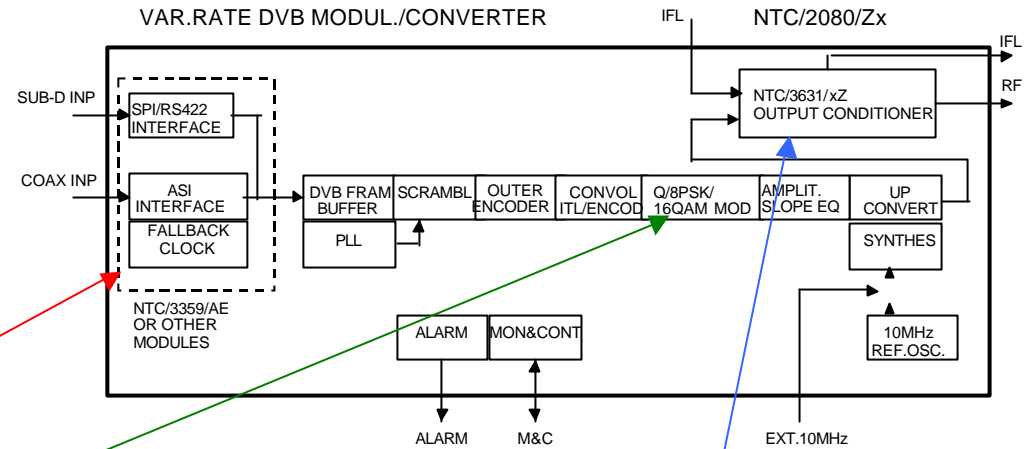 VAR.RATE DVB MODUL./CONVERTER
IFL
NTC/2080/Zx
IFL
RF
SUB-D INP
SPI/RS422
INTERFACE
NTC/3631/xZ
OUTPUT CONDITIONER
COAX INP
ASI
INTERFACE
FALLBACK
CLOCK
DVB FRAM
BUFFER
SCRAMBL
OUTER
ENCODER
CONVOL
ITL/ENCOD
Q/8PSK/
16QAM MOD
AMPLIT.
SLOPE EQ
UP
CONVERT
PLL
SYNTHES
NTC/3359/AE
OR OTHER
MODULES
ALARM
MON&CONT
10MHz
REF.OSC.
ALARM
M&C
EXT.10MHz